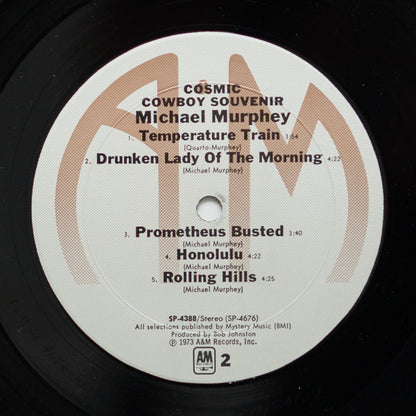 COSMIC
COWBOY SOUVENIR
Michael Murphey
1. Temperature Train 3:54
(Quarto-Murphey)
2. Drunken Lady Of The Morning 4:22
(Michael Murphey)
3. Prometheus Busted 3:40
(Michael Murphey)
4. Honolulu 4:22
(Michael Murphey)
5. Rolling Hills 4:25
(Michael Murphey)
SP-4388/Stereo (SP-4676)
All selections published by Mystery Music (BMI)
Produced by Bob Johnston
℗ 1973 A&M Records, Inc.
A&M
RECORDS
2